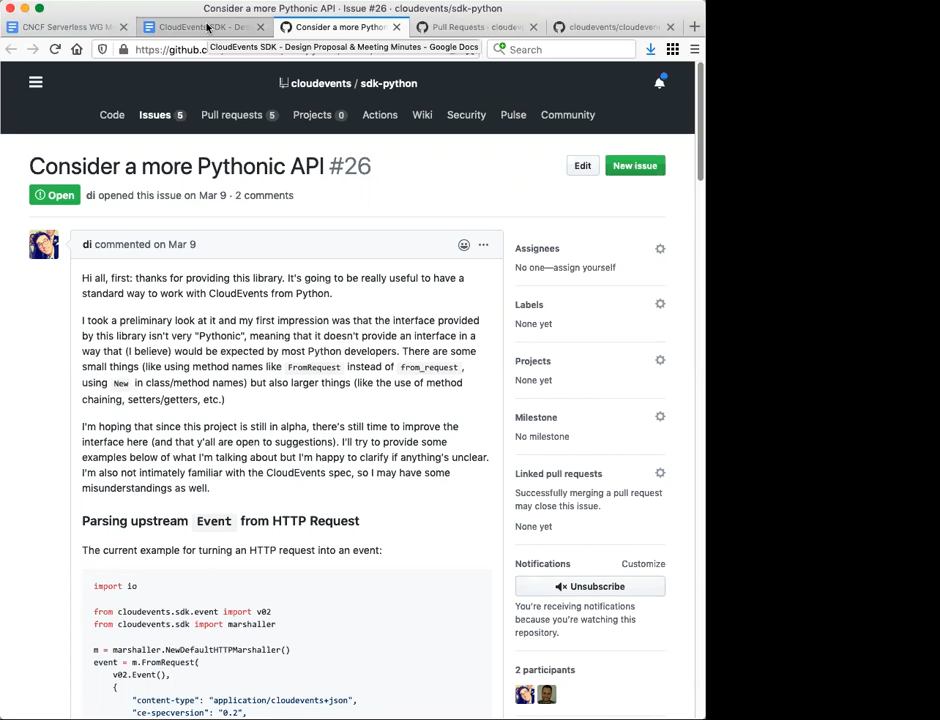 Consider a more Pythonic API · Issue #26 · cloudevents/sdk-python
CNCF Serverless WG M
CloudEvents SDK - Des
Consider a more Python
Pull Requests · cloudev
cloudevents/cloudeven
https://github.c
CloudEvents SDK - Design Proposal & Meeting Minutes - Google Docs
Search
cloudevents / sdk-python
Code Issues 5 Pull requests 5 Projects 0 Actions Wiki Security Pulse Community
Consider a more Pythonic API #26
Edit
New issue
Open
di opened this issue on Mar 9 · 2 comments
di commented on Mar 9
Hi all, first: thanks for providing this library. It's going to be really useful to have a
standard way to work with CloudEvents from Python.
I took a preliminary look at it and my first impression was that the interface provided
by this library isn't very "Pythonic", meaning that it doesn't provide an interface in a
way that (I believe) would be expected by most Python developers. There are some
small things (like using method names like FromRequest instead of from_request ,
using New in class/method names) but also larger things (like the use of method
chaining, setters/getters, etc.)
I'm hoping that since this project is still in alpha, there's still time to improve the
interface here (and that y'all are open to suggestions). I'll try to provide some
examples below of what I'm talking about but I'm happy to clarify if anything's unclear.
I'm also not intimately familiar with the CloudEvents spec, so I may have some
misunderstandings as well.
Parsing upstream Event from HTTP Request
The current example for turning an HTTP request into an event:
import io
from cloudevents.sdk.event import v02
from cloudevents.sdk import marshaller
m = marshaller.NewDefaultHTTPMarshaller()
event = m.FromRequest(
v02.Event(),
{
"content-type": "application/cloudevents+json",
"ce-specversion": "0.2",
Assignees
No one—assign yourself
Labels
None yet
Projects
None yet
Milestone
No milestone
Linked pull requests
Successfully merging a pull request
may close this issue.
None yet
Notifications
Customize
Unsubscribe
You're receiving notifications
because you're watching this
repository.
2 participants